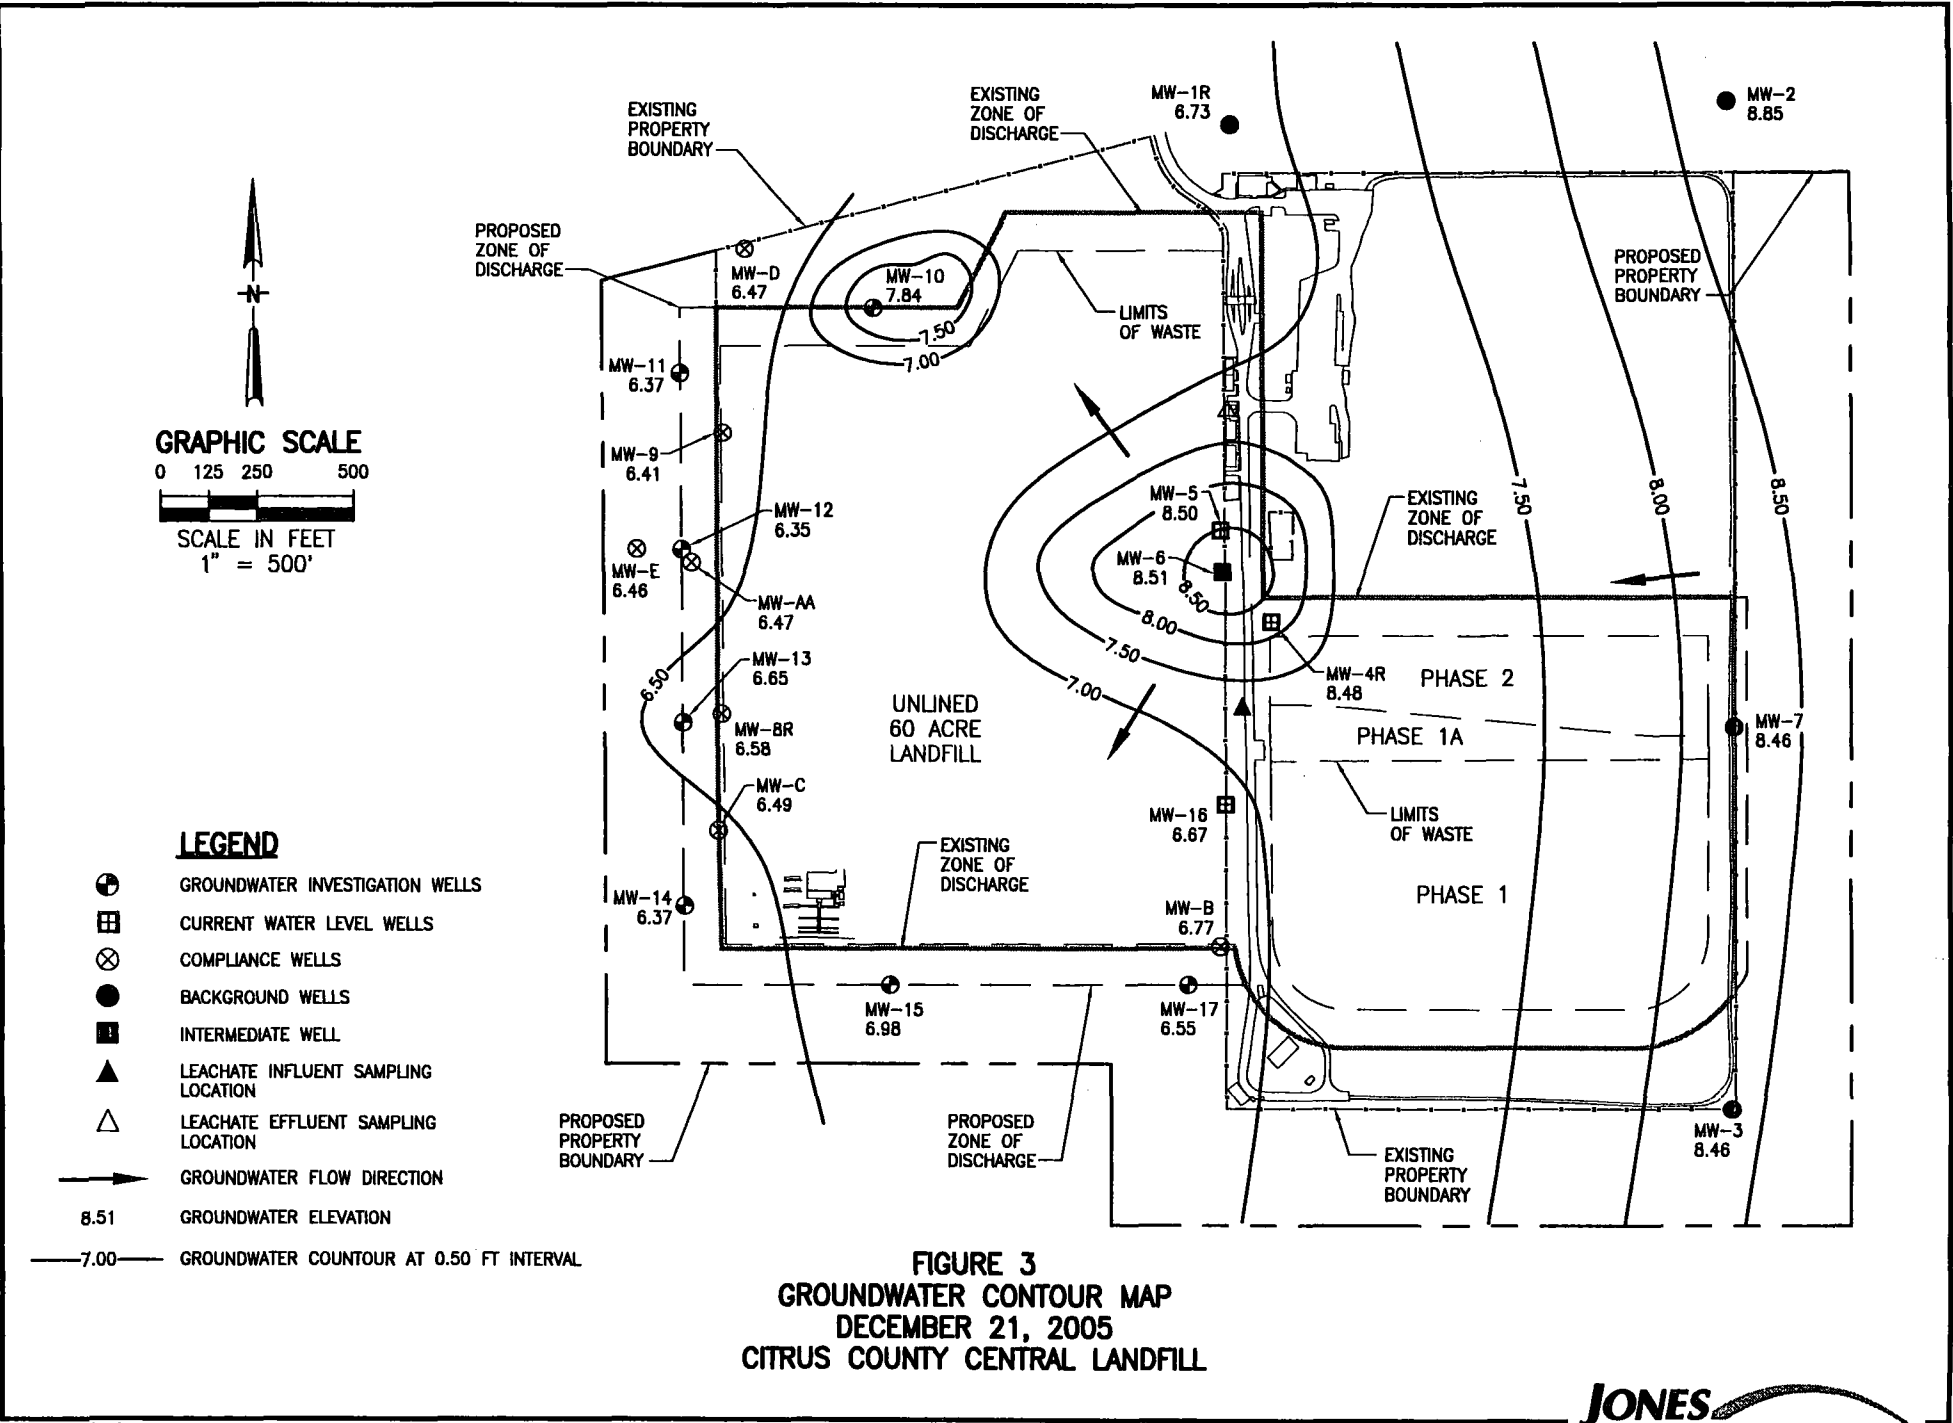 EXISTING
PROPERTY
BOUNDARY
EXISTING
ZONE OF
DISCHARGE
MW-1R
6.73
MW-2
8.85
PROPOSED
ZONE OF
DISCHARGE
MW-D
6.47
MW-10
7.84
7.50
7.00
LIMITS
OF WASTE
PROPOSED
PROPERTY
BOUNDARY
N
MW-11
6.37
GRAPHIC SCALE
0 125 250 500
SCALE IN FEET
1" = 500'
MW-9
6.41
MW-12
6.35
MW-E
6.46
MW-AA
6.47
MW-5
8.50
MW-6
8.51
8.50
8.00
7.50
7.00
7.50
8.00
8.50
EXISTING
ZONE OF
DISCHARGE
MW-13
6.65
6.50
MW-8R
6.58
UNLINED
60 ACRE
LANDFILL
MW-4R
8.48
PHASE 2
PHASE 1A
MW-7
8.46
MW-C
6.49
MW-16
6.67
LIMITS
OF WASTE
EXISTING
ZONE OF
DISCHARGE
PHASE 1
MW-14
6.37
MW-B
6.77
MW-15
6.98
MW-17
6.55
PROPOSED
PROPERTY
BOUNDARY
PROPOSED
ZONE OF
DISCHARGE
EXISTING
PROPERTY
BOUNDARY
MW-3
8.46
LEGEND
GROUNDWATER INVESTIGATION WELLS
CURRENT WATER LEVEL WELLS
COMPLIANCE WELLS
BACKGROUND WELLS
INTERMEDIATE WELL
LEACHATE INFLUENT SAMPLING
LOCATION
LEACHATE EFFLUENT SAMPLING
LOCATION
GROUNDWATER FLOW DIRECTION
8.51 GROUNDWATER ELEVATION
7.00 GROUNDWATER COUNTOUR AT 0.50 FT INTERVAL
FIGURE 3
GROUNDWATER CONTOUR MAP
DECEMBER 21, 2005
CITRUS COUNTY CENTRAL LANDFILL
JONES